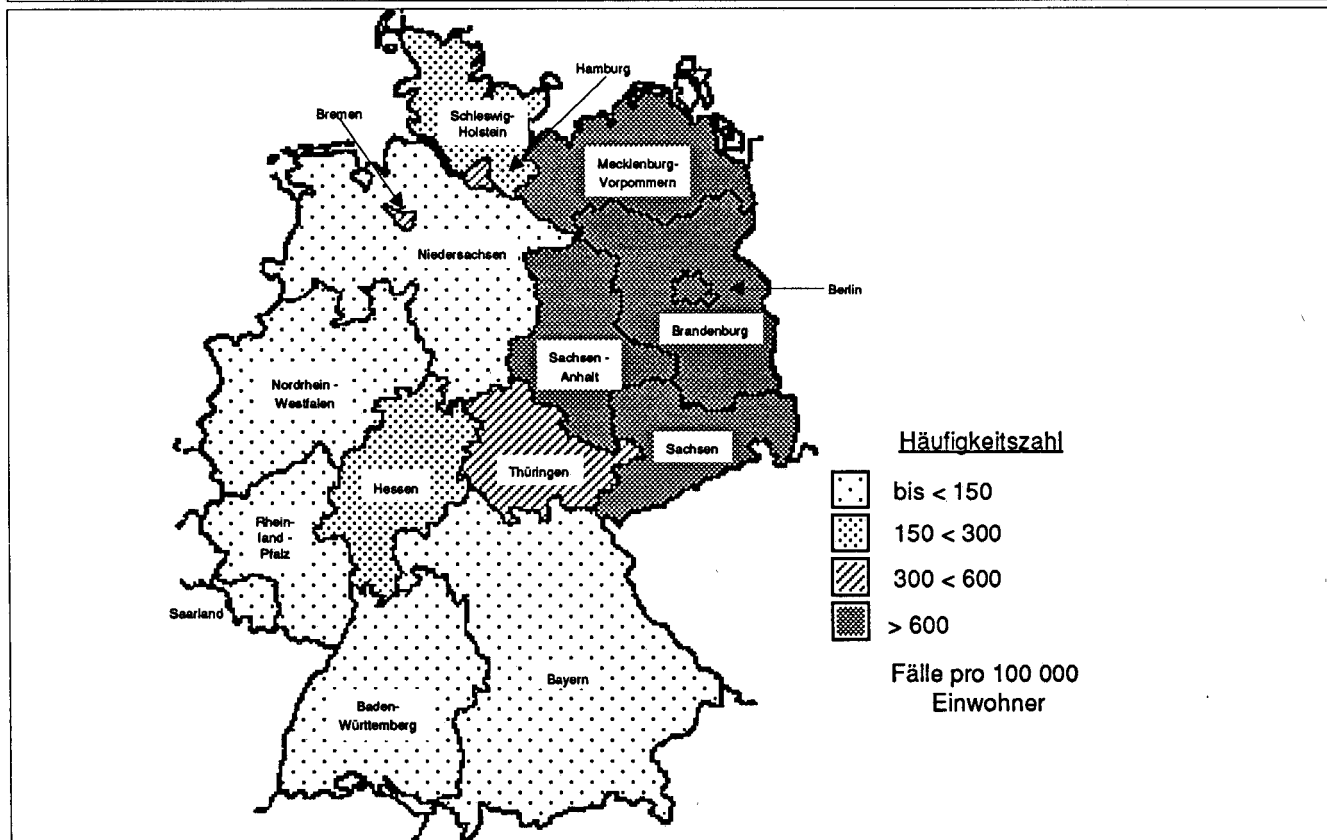 Hamburg
Bremen
Schleswig-
Holstein
Mecklenburg-
Vorpommern
Niedersachsen
Berlin
Brandenburg
Sachsen -
Anhalt
Nordrhein -
Westfalen
Häufigkeitszahl
Sachsen
Thüringen
Hessen
bis < 150
Rhein-
land -
Pfalz
150 < 300
300 < 600
Saarland
> 600
Fälle pro 100 000
Einwohner
Bayern
Baden-
Württemberg